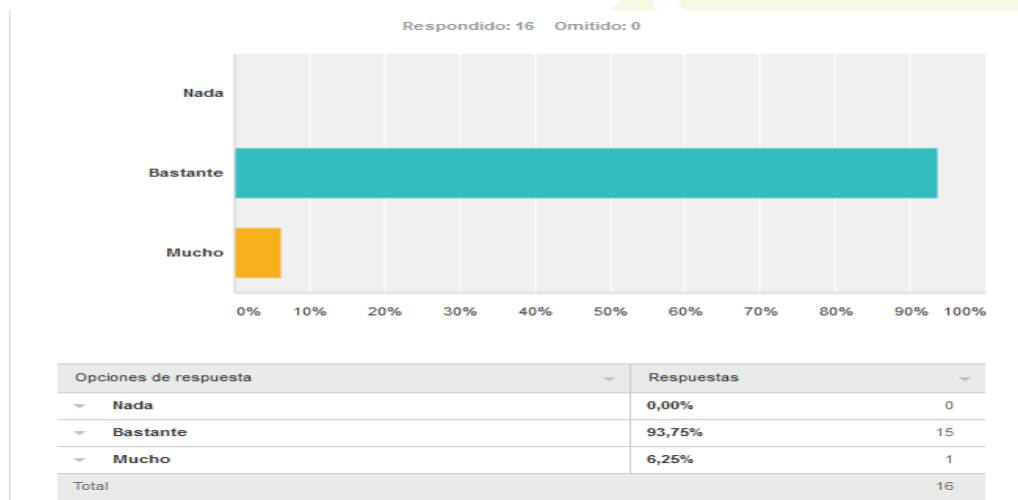 Respondido: 16 Omitido: 0
Nada
Bastante
Mucho
0% 10% 20% 30% 40% 50% 60% 70% 80% 90% 100%
Opciones de respuesta Respuestas
Nada 0,00% 0
Bastante 93,75% 15
Mucho 6,25% 1
Total 16